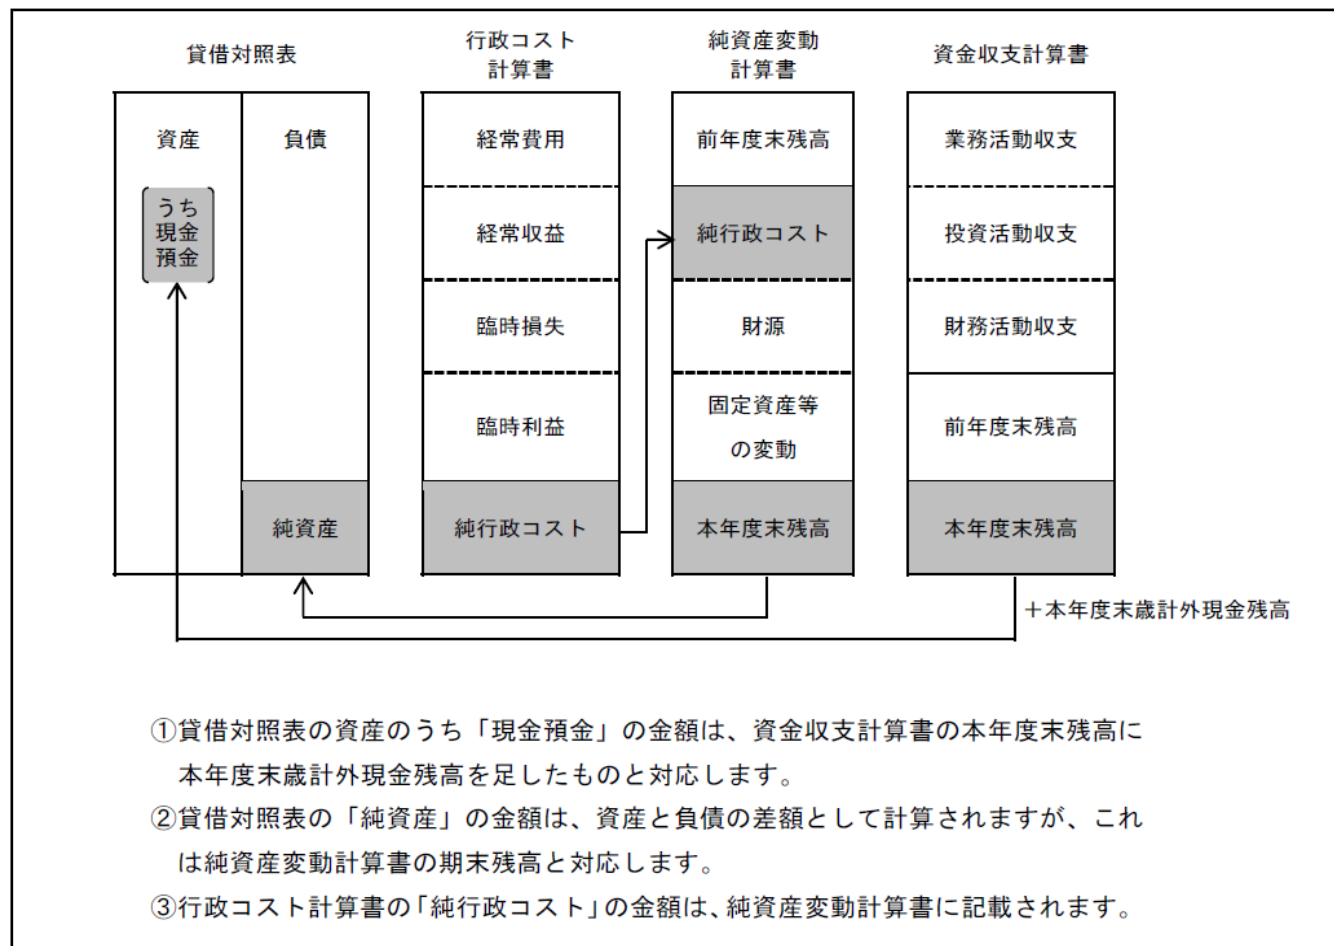 貸借対照表
行政コスト
計算書
純資産変動
計算書
資金収支計算書
資産
うち
現金
預金
負債
純資産
経常費用
経常収益
臨時損失
臨時利益
純行政コスト
前年度末残高
純行政コスト
財源
固定資産等
の変動
本年度末残高
業務活動収支
投資活動収支
財務活動収支
前年度末残高
本年度末残高
＋本年度末歳計外現金残高
①貸借対照表の資産のうち「現金預金」の金額は、資金収支計算書の本年度末残高に
本年度末歳計外現金残高を足したものと対応します。
②貸借対照表の「純資産」の金額は、資産と負債の差額として計算されますが、これ
は純資産変動計算書の期末残高と対応します。
③行政コスト計算書の「純行政コスト」の金額は、純資産変動計算書に記載されます。